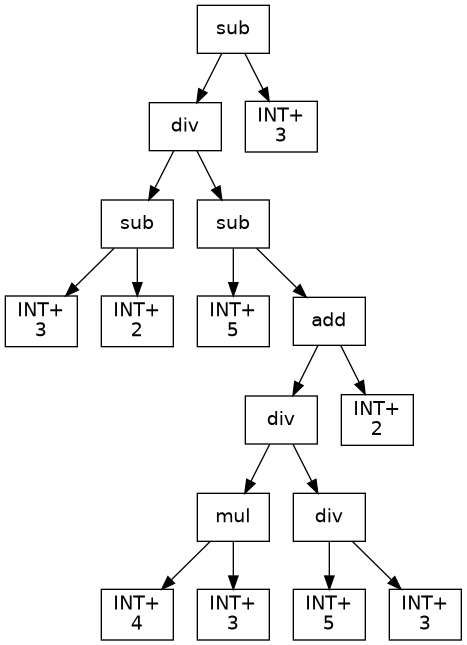 sub
div
INT+
3
sub
sub
INT+
3
INT+
2
INT+
5
add
div
INT+
2
mul
div
INT+
4
INT+
3
INT+
5
INT+
3